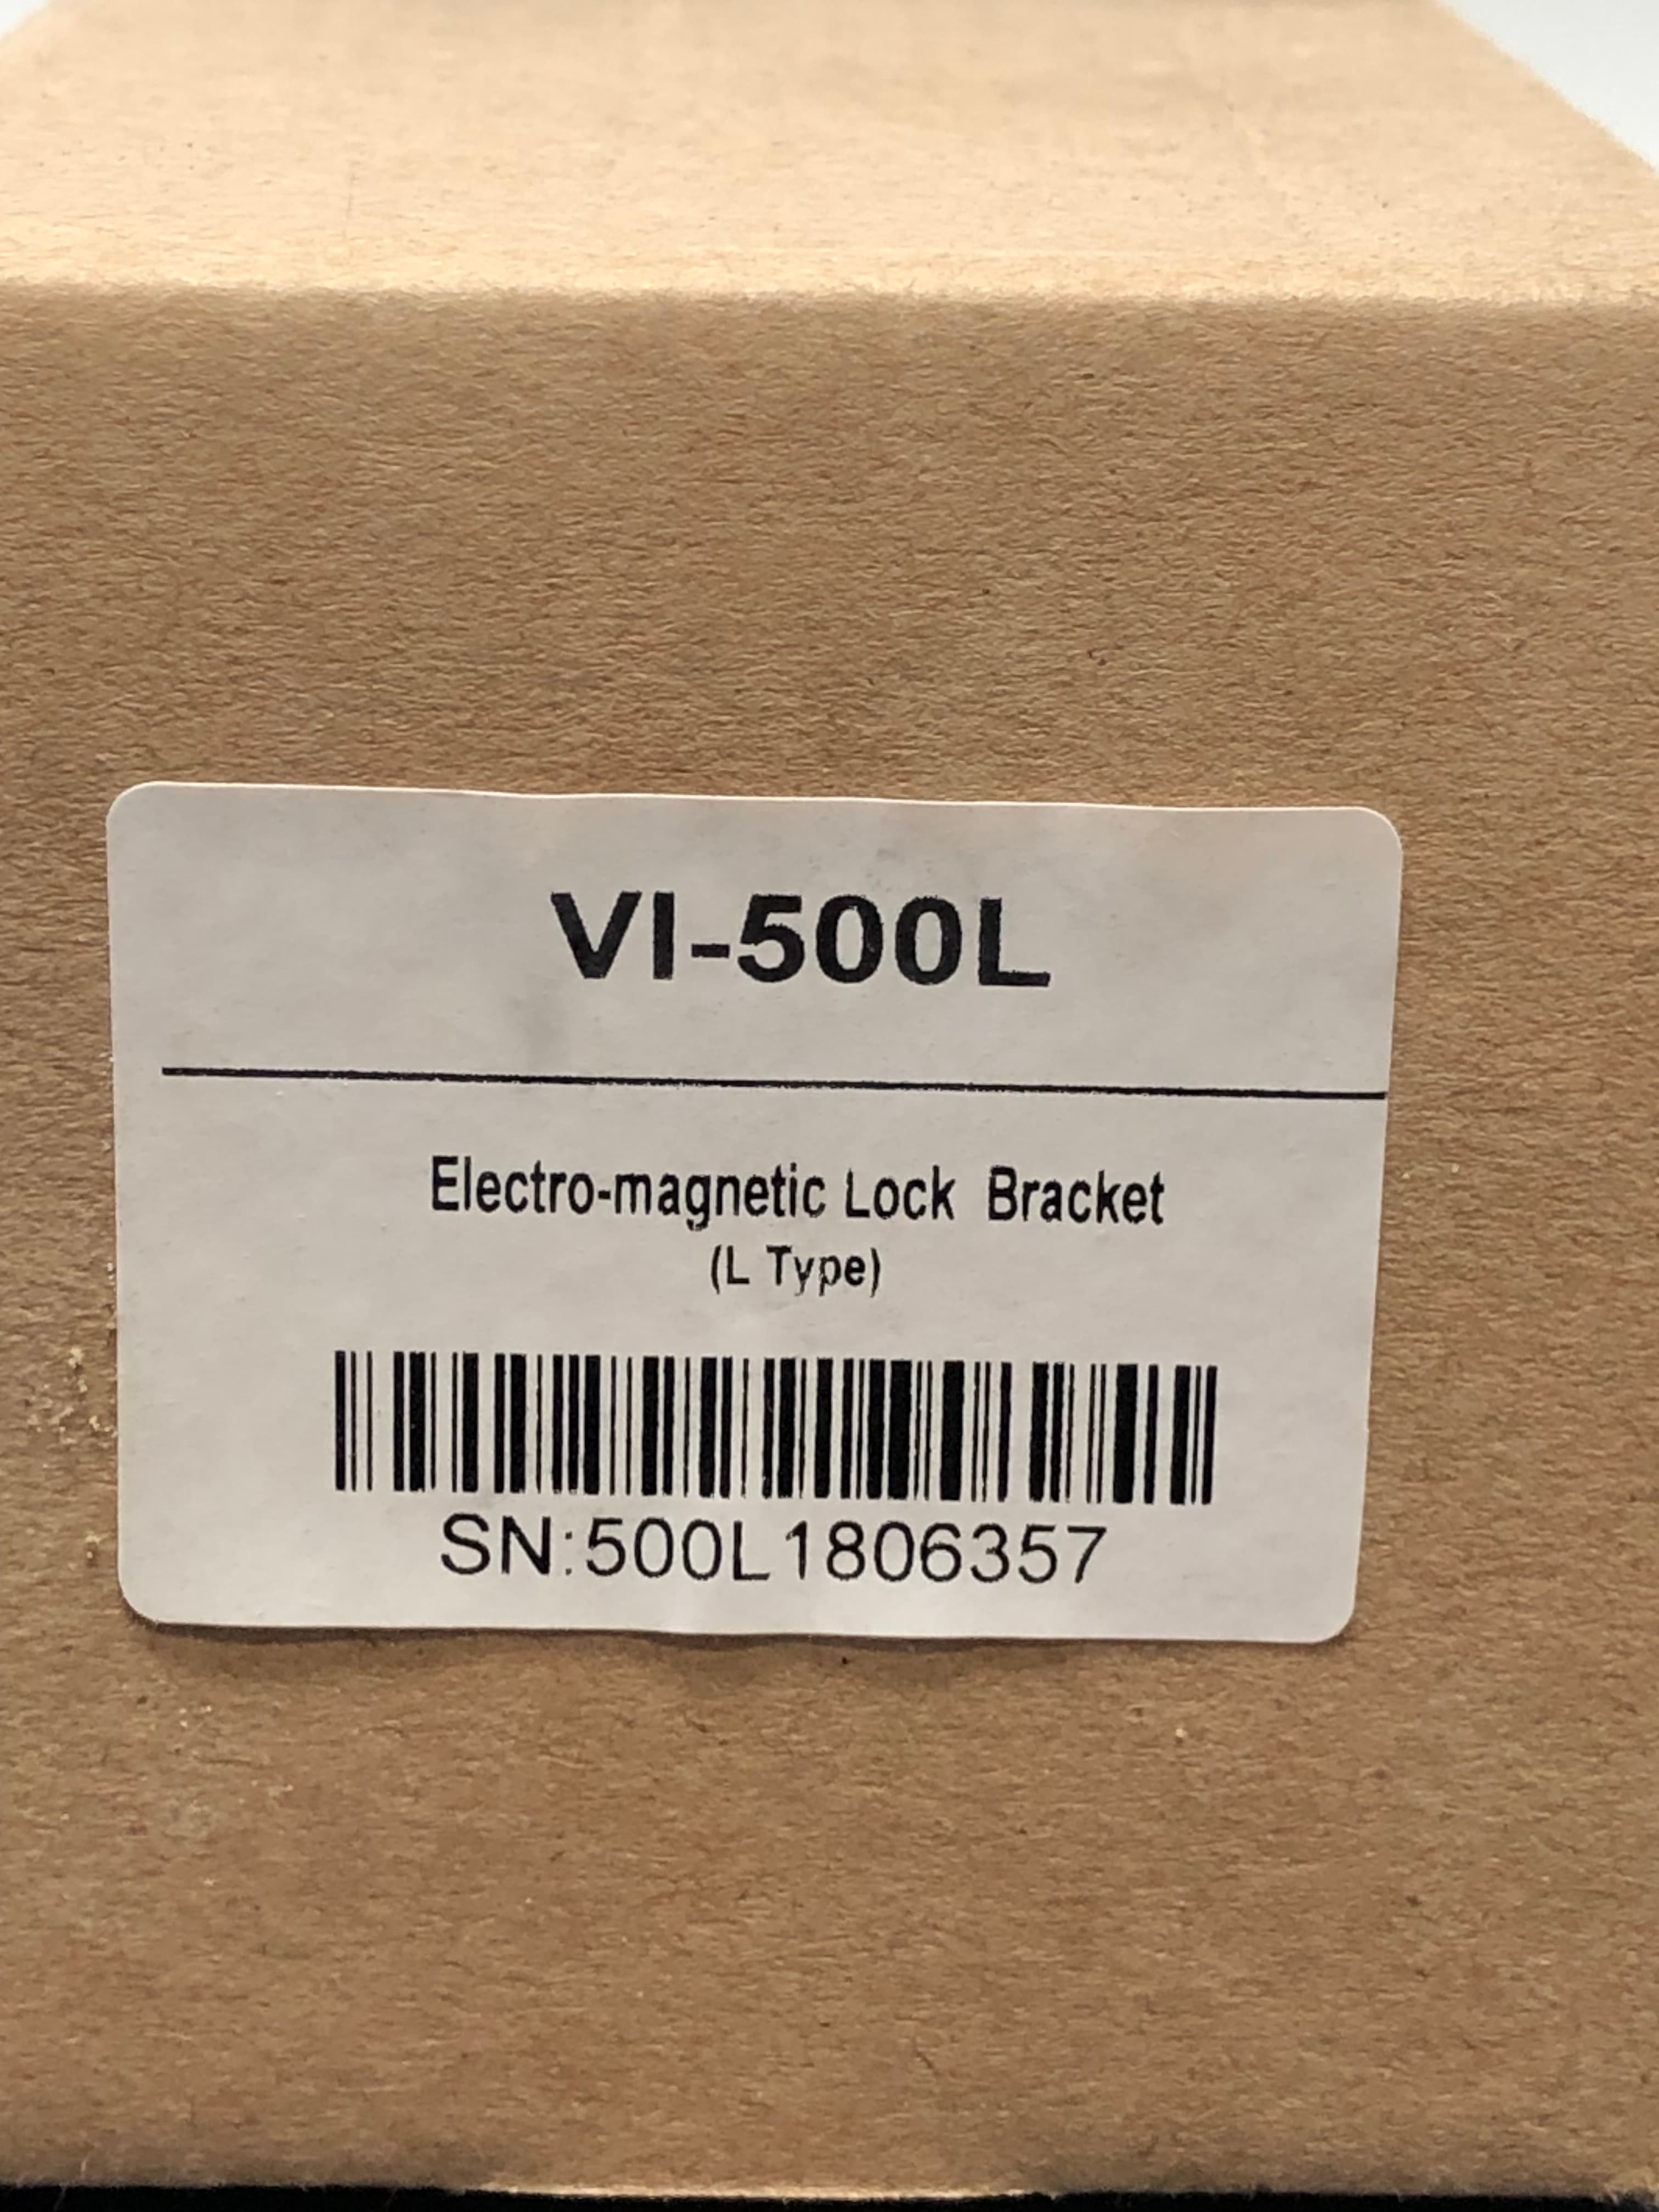 VI-500L
Electro-magnetic Lock Bracket
(L Type)
SN:500L1806357